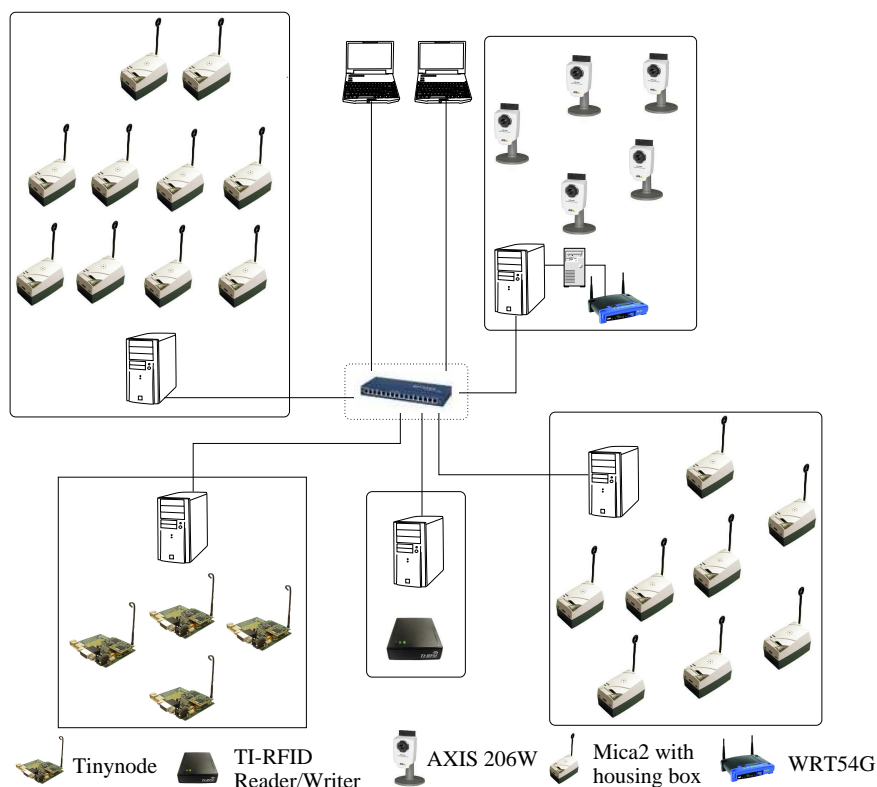 Tinynode
TI-RFID
Reader/Writer
AXIS 206W
Mica2 with
housing box
WRT54G